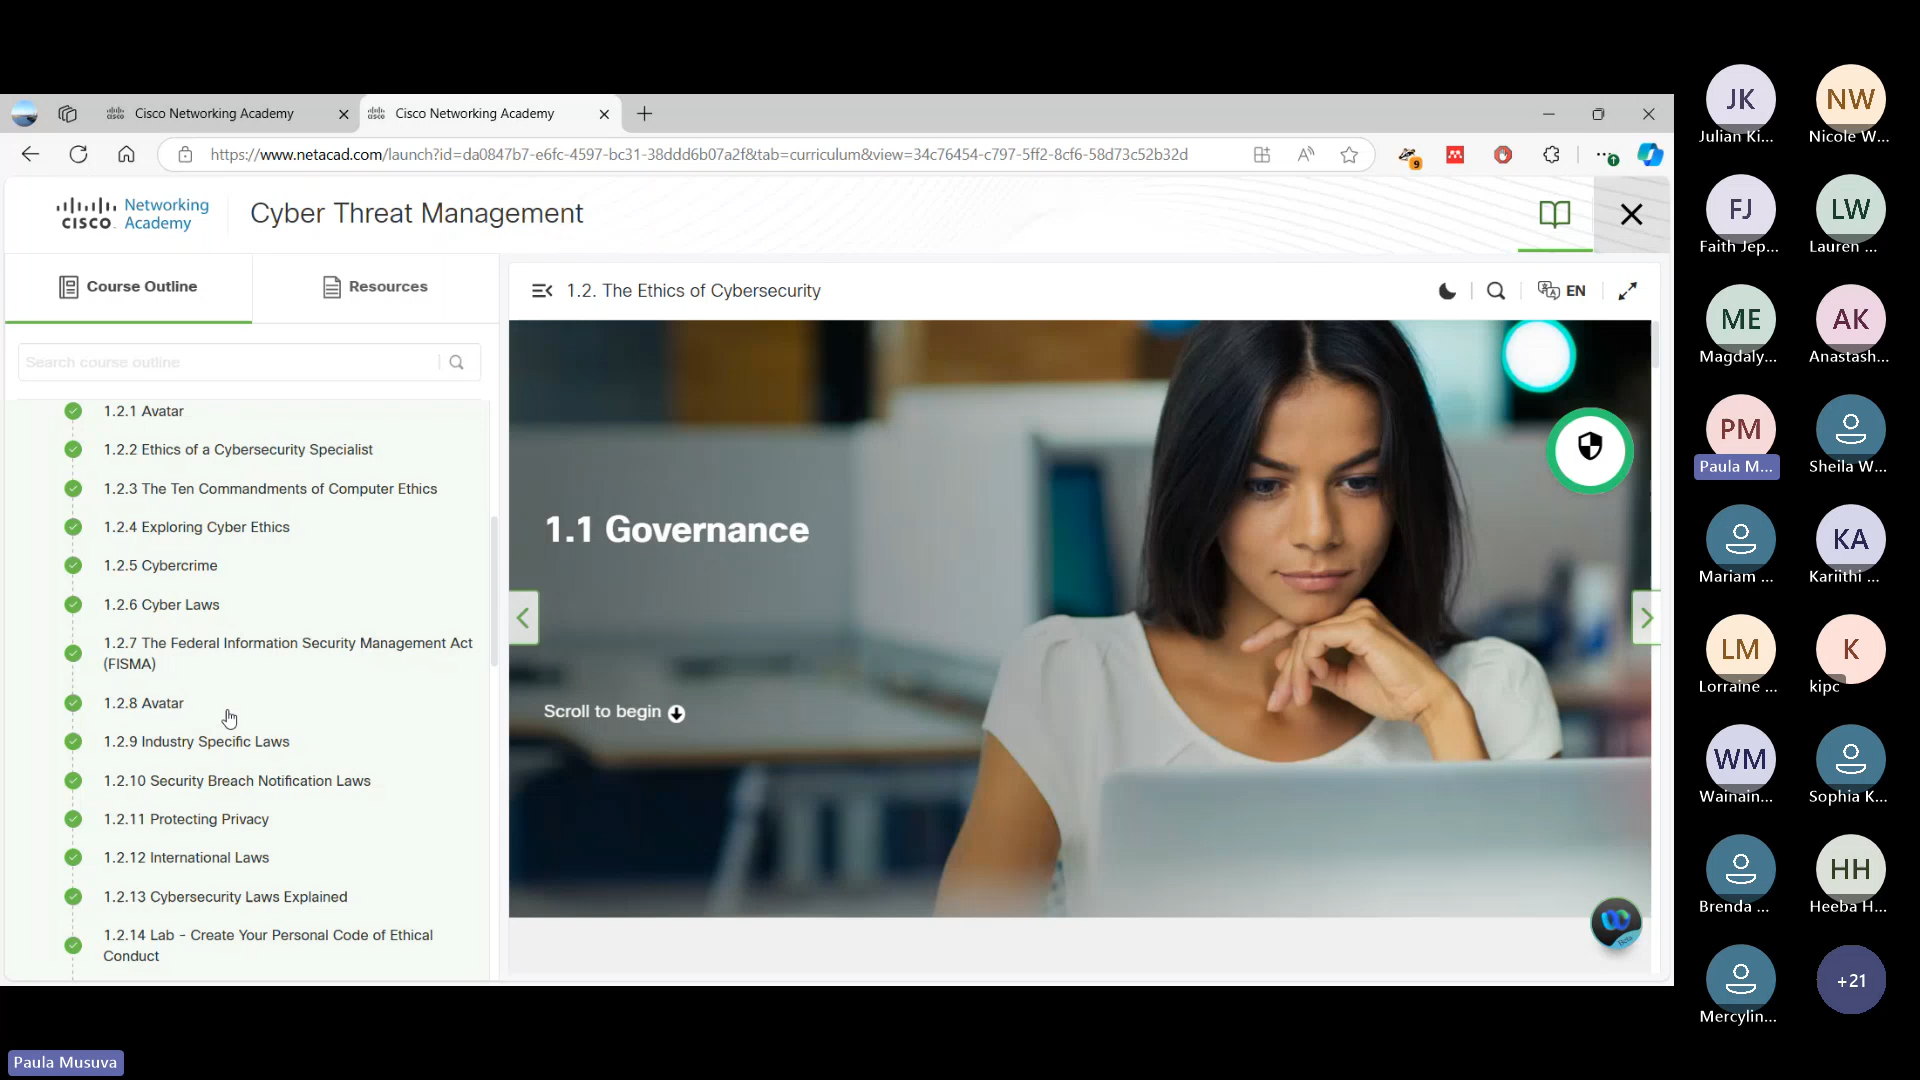 Cisco Networking Academy
Cisco Networking Academy
https://www.netacad.com/launch?id=da0847b7-e6fc-4597-bc31-38ddd6b07a2f&tab=curriculum&view=34c76454-c797-5ff2-8cf6-58d73c52b32d
9
CISCO Networking Academy
Cyber Threat Management
Course Outline
Resources
Search course outline
1.2.1 Avatar
1.2.2 Ethics of a Cybersecurity Specialist
1.2.3 The Ten Commandments of Computer Ethics
1.2.4 Exploring Cyber Ethics
1.2.5 Cybercrime
1.2.6 Cyber Laws
1.2.7 The Federal Information Security Management Act
(FISMA)
1.2.8 Avatar
1.2.9 Industry Specific Laws
1.2.10 Security Breach Notification Laws
1.2.11 Protecting Privacy
1.2.12 International Laws
1.2.13 Cybersecurity Laws Explained
1.2.14 Lab - Create Your Personal Code of Ethical
Conduct
1.2. The Ethics of Cybersecurity
EN
1.1 Governance
Scroll to begin
Beta
JK
Julian Ki...
NW
Nicole W...
FJ
Faith Jep...
LW
Lauren ...
ME
Magdaly...
AK
Anastash...
PM
Paula M...
Sheila W...
Mariam ...
KA
Kariithi ...
LM
Lorraine ...
K
kipc
WM
Wainain...
Sophia K...
Brenda ...
HH
Heeba H...
Mercylin...
+21
Paula Musuva